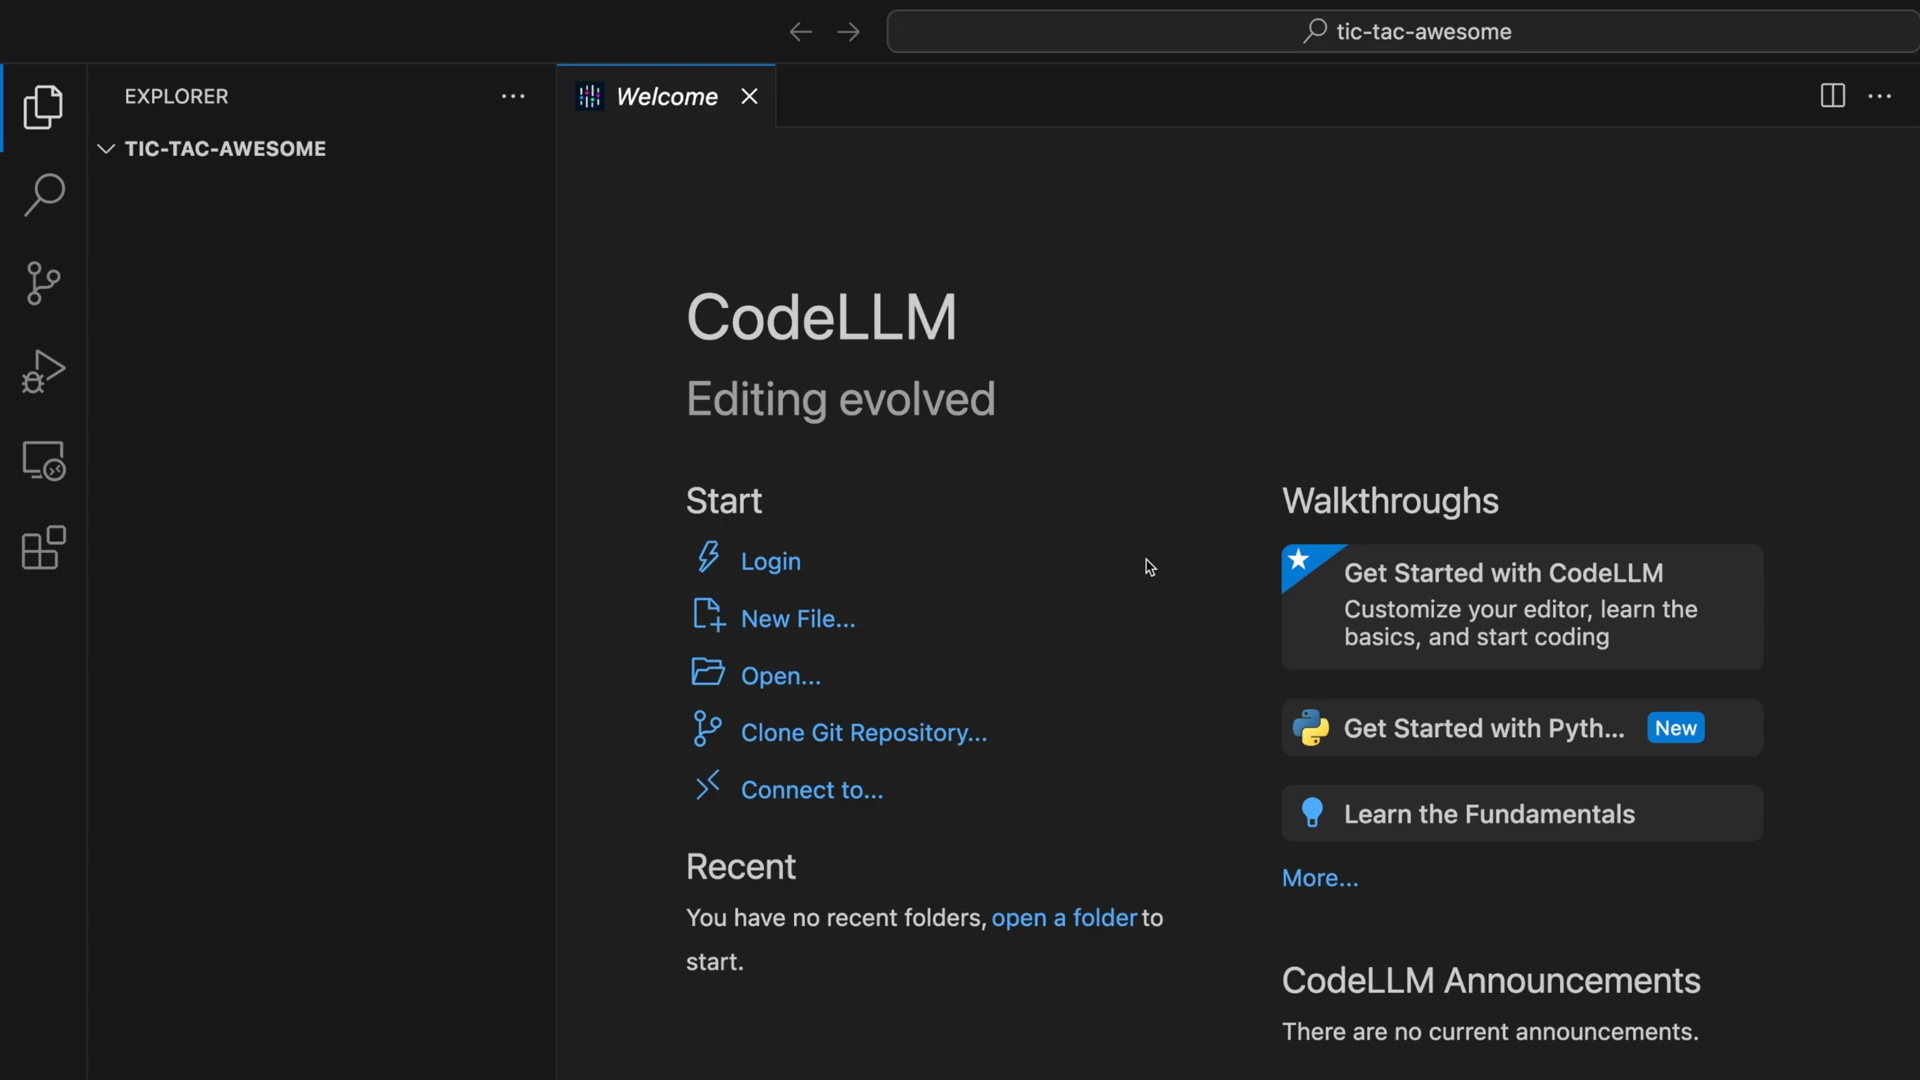 tic-tac-awesome
EXPLORER
Welcome
TIC-TAC-AWESOME
CodeLLM
Editing evolved
Start
Login
New File...
Open...
Clone Git Repository...
Connect to...
Recent
You have no recent folders, open a folder to
start.
Walkthroughs
Get Started with CodeLLM
Customize your editor, learn the
basics, and start coding
Get Started with Pyth... New
Learn the Fundamentals
More...
CodeLLM Announcements
There are no current announcements.